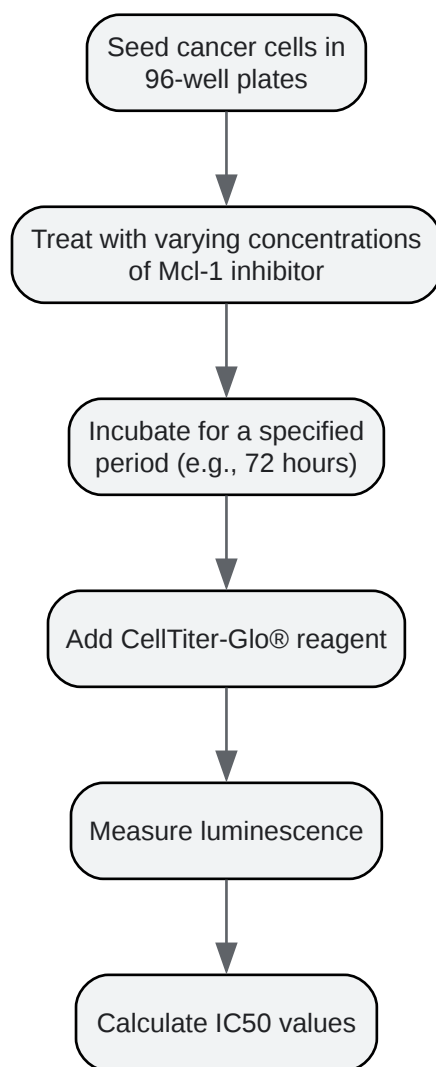 Seed cancer cells in
96-well plates
Treat with varying concentrations
of Mcl-1 inhibitor
Incubate for a specified
period (e.g., 72 hours)
Add CellTiter-Glo® reagent
Measure luminescence
Calculate IC50 values